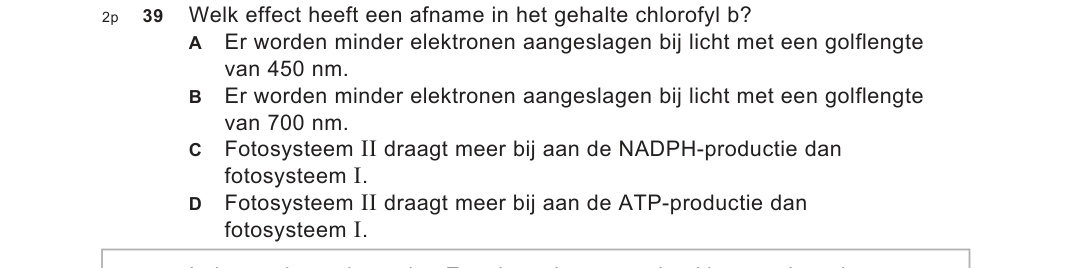 2p 39 Welk effect heeft een afname in het gehalte chlorofyl b?
A Er worden minder elektronen aangeslagen bij licht met een golflengte
van 450 nm.
B Er worden minder elektronen aangeslagen bij licht met een golflengte
van 700 nm.
C Fotosysteem II draagt meer bij aan de NADPH-productie dan
fotosysteem I.
D Fotosysteem II draagt meer bij aan de ATP-productie dan
fotosysteem I.